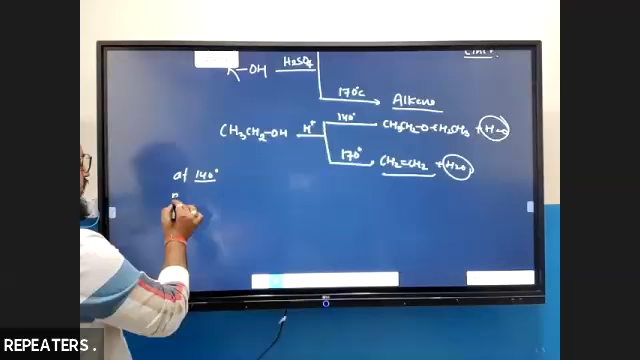 H₂SO₄
-OH
170°c Alkene
140°
CH₃CH₂-OH H⁺ CH₃CH₂-O-CH₂CH₃ + H₂O
170° CH₂=CH₂ + H₂O
at 140°
REPEATERS.